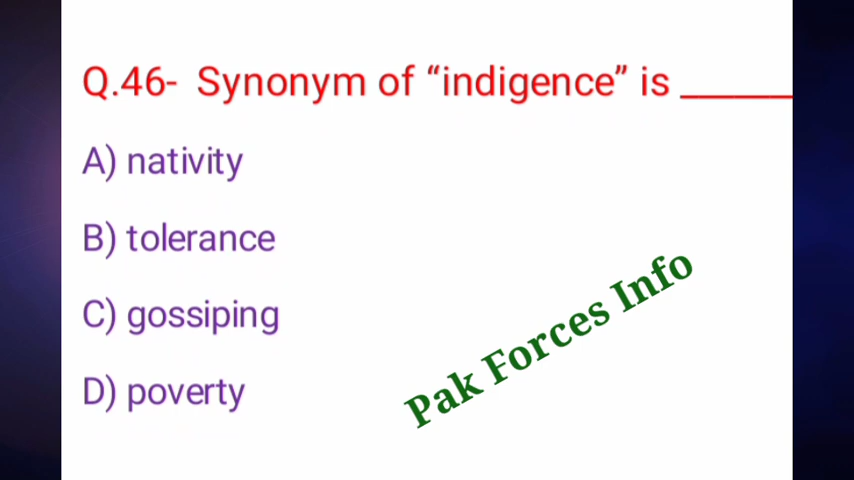 Q.46- Synonym of “indigence” is ______
A) nativity
B) tolerance
C) gossiping
D) poverty
Pak Forces Info